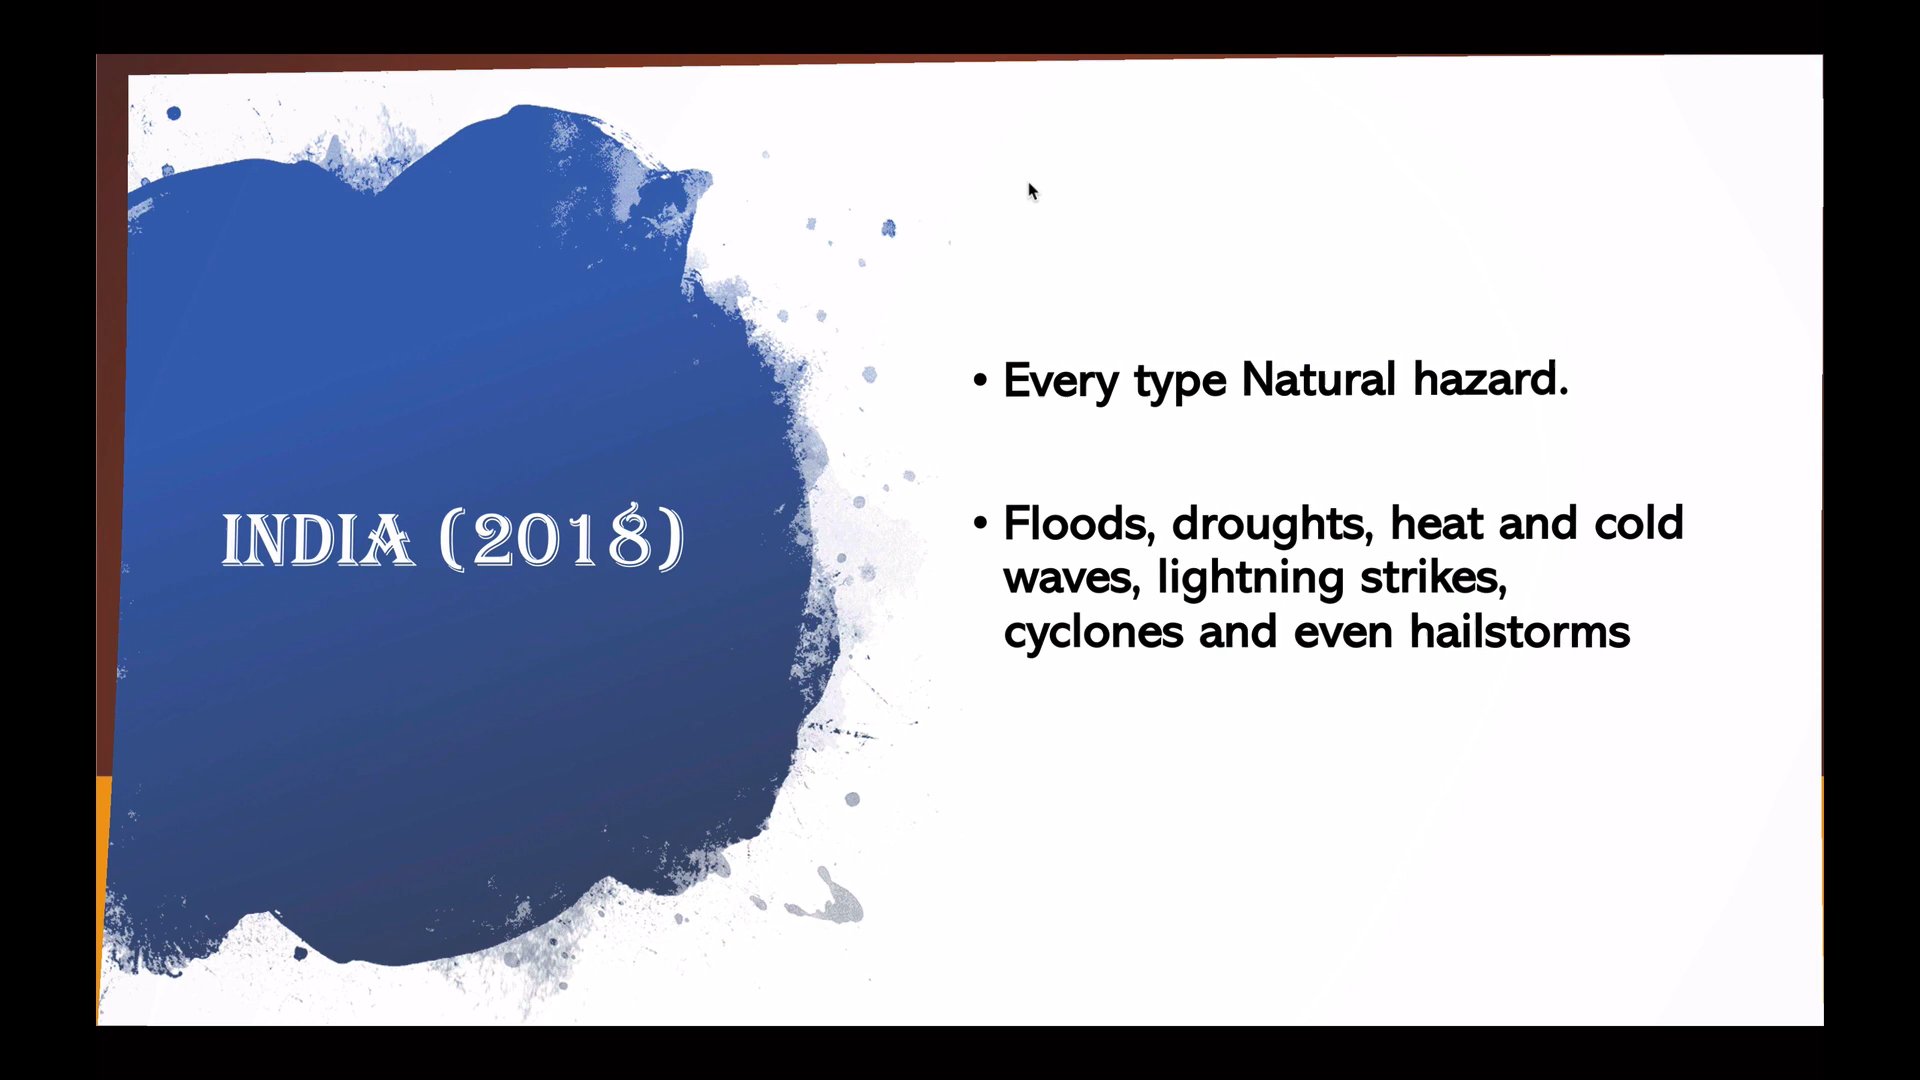 INDIA (2018)
• Every type Natural hazard.
• Floods, droughts, heat and cold
waves, lightning strikes,
cyclones and even hailstorms